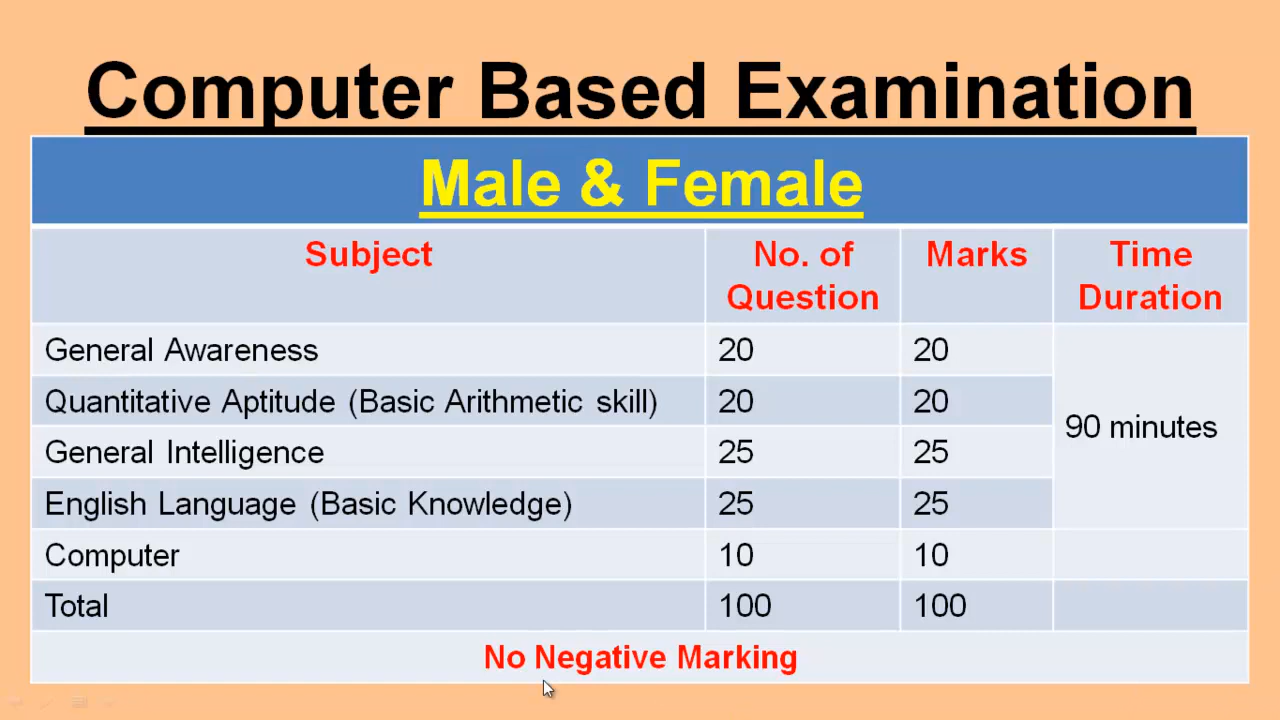 Computer Based Examination
Male & Female
Subject No. of Question Marks Time Duration
General Awareness 20 20 90 minutes
Quantitative Aptitude (Basic Arithmetic skill) 20 20
General Intelligence 25 25
English Language (Basic Knowledge) 25 25
Computer 10 10
Total 100 100
No Negative Marking